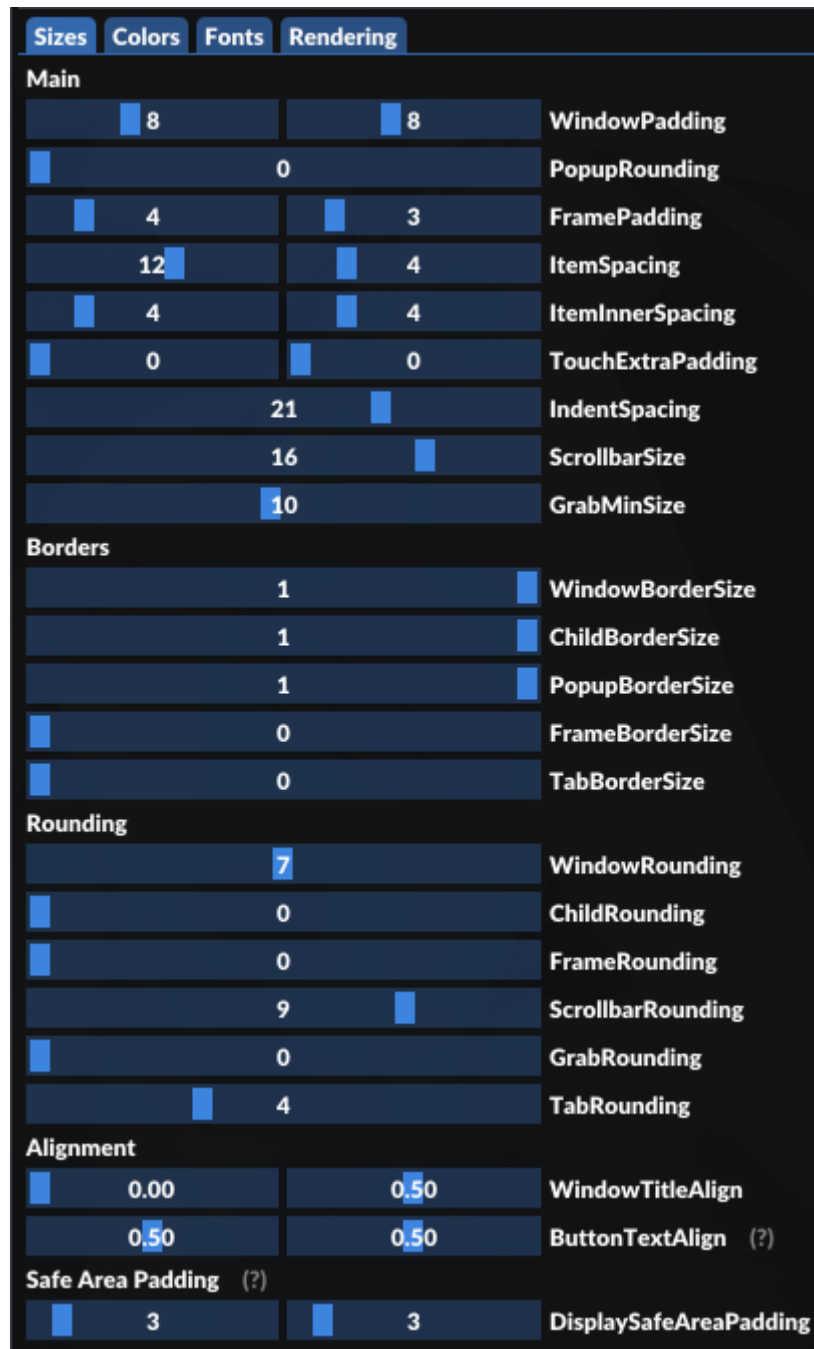 Sizes Colors Fonts Rendering
Main
8 8 WindowPadding
0 PopupRounding
4 3 FramePadding
12 4 ItemSpacing
4 4 ItemInnerSpacing
0 0 TouchExtraPadding
21 IndentSpacing
16 ScrollbarSize
10 GrabMinSize
Borders
1 WindowBorderSize
1 ChildBorderSize
1 PopupBorderSize
0 FrameBorderSize
0 TabBorderSize
Rounding
7 WindowRounding
0 ChildRounding
0 FrameRounding
9 ScrollbarRounding
0 GrabRounding
4 TabRounding
Alignment
0.00 0.50 WindowTitleAlign
0.50 0.50 ButtonTextAlign (?)
Safe Area Padding (?)
3 3 DisplaySafeAreaPadding